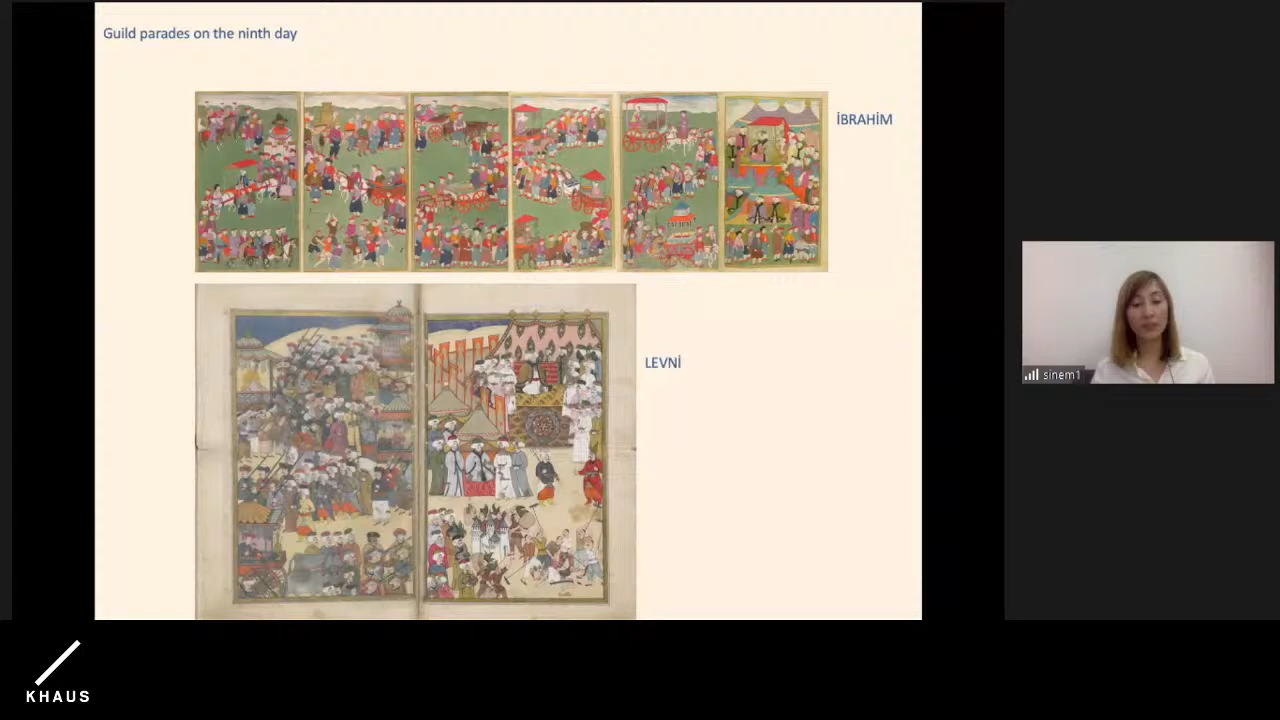 Guild parades on the ninth day
İBRAHİM
LEVNİ
sinem1
KHAUS